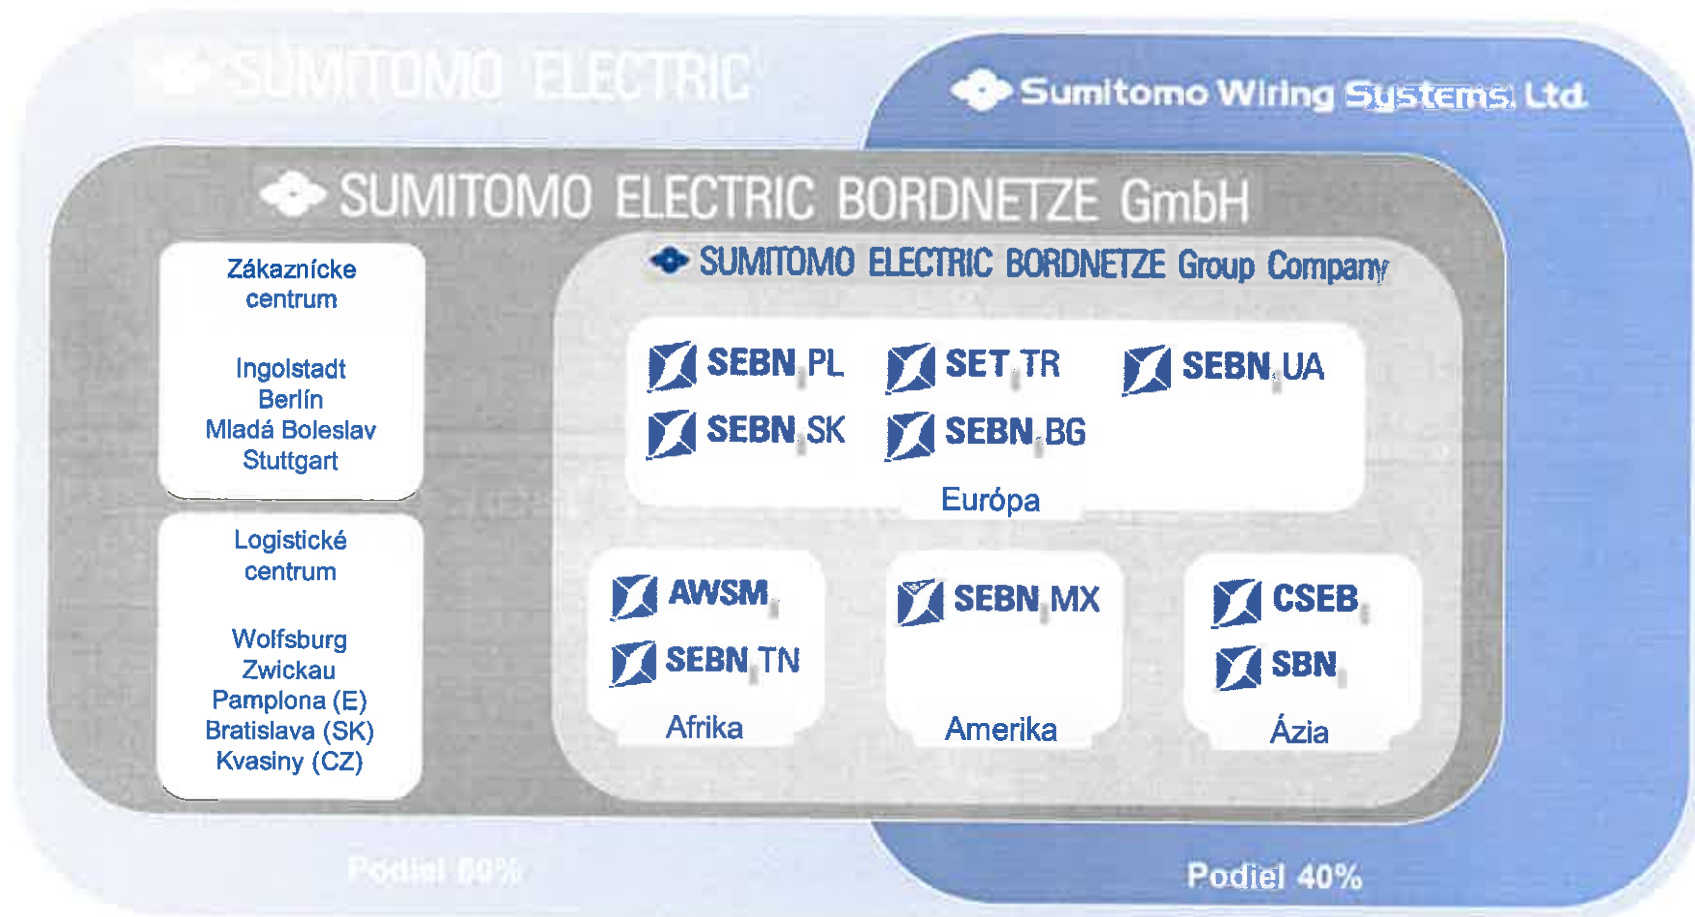 SUMITOMO ELECTRIC
Sumitomo Wiring Systems, Ltd.
SUMITOMO ELECTRIC BORDNETZE GmbH
Zákaznícke
centrum
Ingolstadt
Berlín
Mladá Boleslav
Stuttgart
Logistické
centrum
Wolfsburg
Zwickau
Pamplona (E)
Bratislava (SK)
Kvasiny (CZ)
SUMITOMO ELECTRIC BORDNETZE Group Company
SEBN PL
SET TR
SEBN UA
SEBN SK
SEBN BG
Európa
AWSM
SEBN TN
Afrika
SEBN MX
Amerika
CSEB
SBN
Ázia
Podiel 60%
Podiel 40%